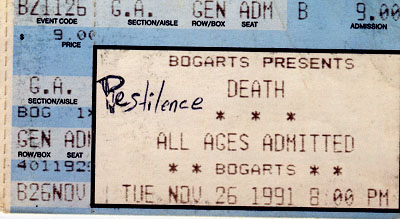 BZ1126 G.A. GEN ADM B 9.00
EVENT CODE SECTION/AISLE ROW/BOX SEAT ADMISSION
$ 9.00
PRICE
G.A.
SECTION/AISLE
BOG 1×
GEN ADM
ROW/BOX SEAT
B26NOV
BOGARTS PRESENTS
DEATH
Pestilence
* * *
ALL AGES ADMITTED
* * BOGARTS * *
TUE NOV 26 1991 8 00 PM